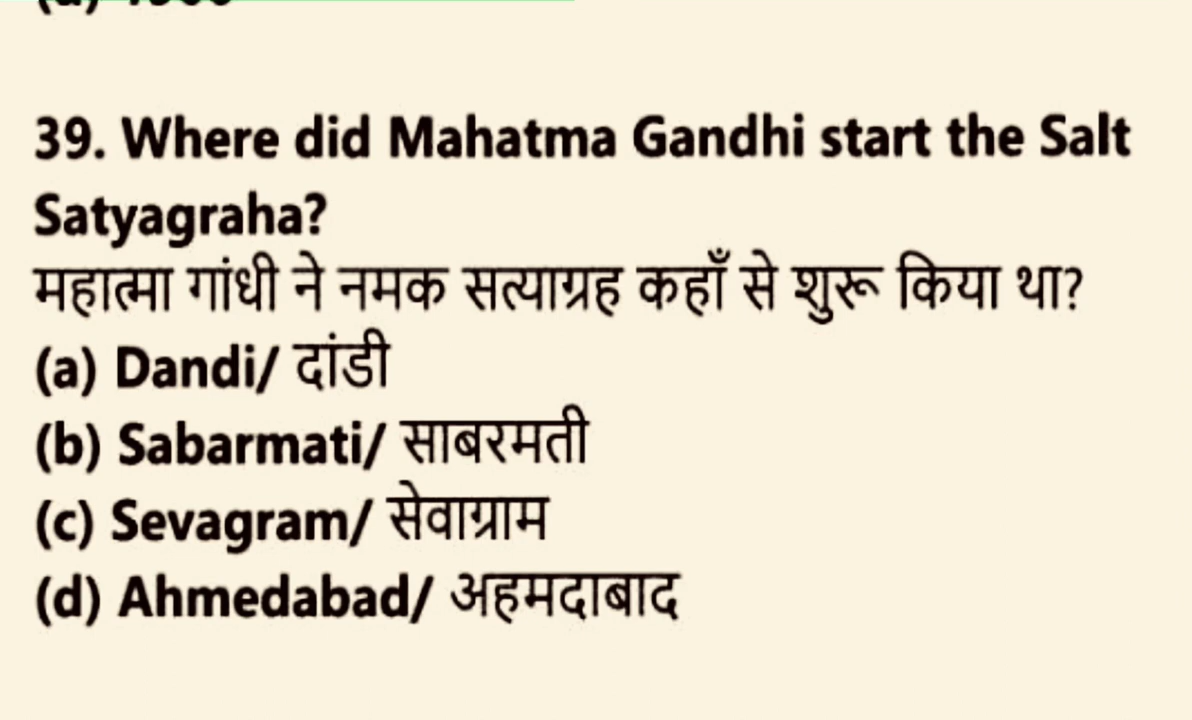 39. Where did Mahatma Gandhi start the Salt
Satyagraha?
महात्मा गांधी ने नमक सत्याग्रह कहाँ से शुरू किया था?
(a) Dandi/ दांडी
(b) Sabarmati/ साबरमती
(c) Sevagram/ सेवाग्राम
(d) Ahmedabad/ अहमदाबाद